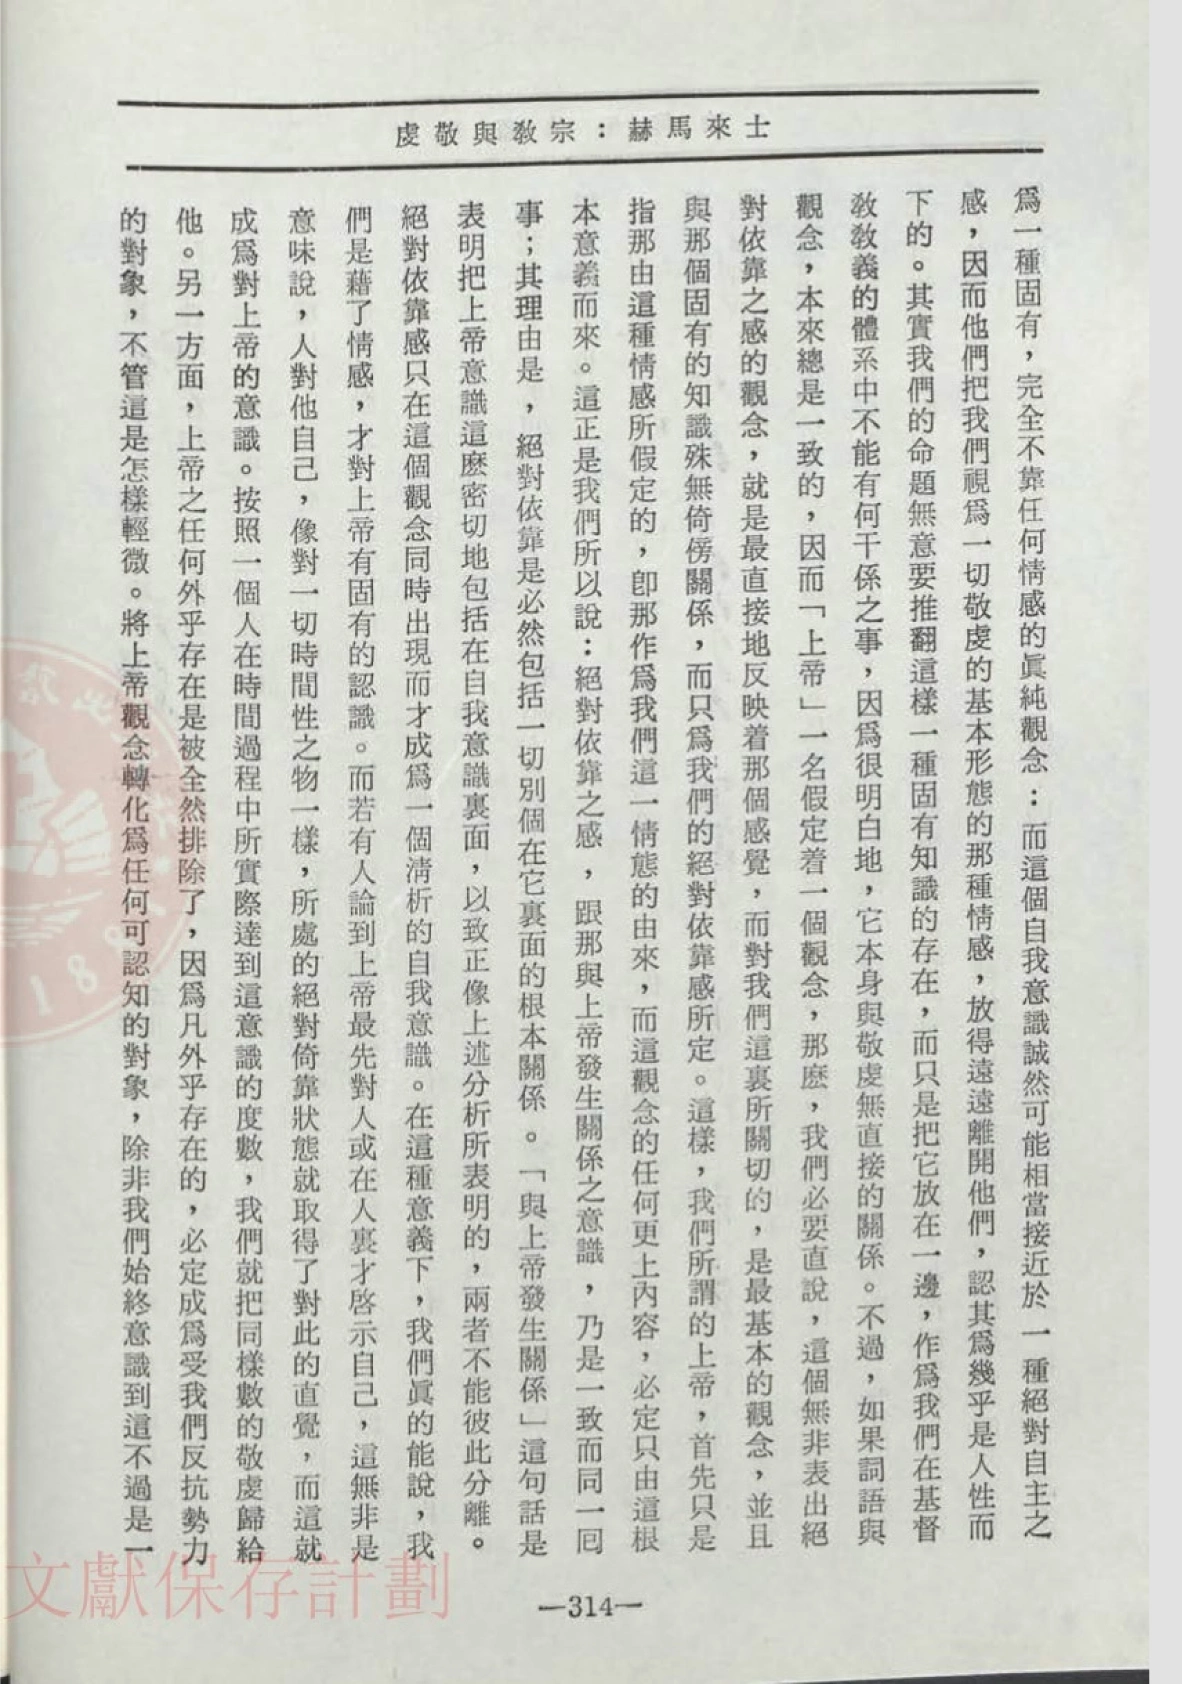 士來馬赫：宗教與敬虔
爲一種固有，完全不靠任何情感的眞純觀念：而這個自我意識誠然可能相當接近於一種絕對自主之
感，因而他們把我們視爲一切敬虔的基本形態的那種情感，放得遠遠離開他們，認其爲幾乎是人性而
下的。其實我們的命題無意要推翻這樣一種固有知識的存在，而只是把它放在一邊，作爲我們在基督
教教義的體系中不能有何干係之事，因爲很明白地，它本身與敬虔無直接的關係。不過，如果詞語與
觀念，本來總是一致的，因而「上帝」一名假定着一個觀念，那麼，我們必要直說，這個無非表出絕
對依靠之感的觀念，就是最直接地反映着那個感覺，而對我們這裏所關切的，是最基本的觀念，並且
與那個固有的知識殊無倚傍關係，而只爲我們的絕對依靠感所定。這樣，我們所謂的上帝，首先只是
指那由這種情感所假定的，卽那作爲我們這一情態的由來，而這觀念的任何更上內容，必定只由這根
本意義而來。這正是我們所以說：絕對依靠之感，跟那與上帝發生關係之意識，乃是一致而同一囘
事；其理由是，絕對依靠是必然包括一切別個在它裏面的根本關係。「與上帝發生關係」這句話是
表明把上帝意識這麼密切地包括在自我意識裏面，以致正像上述分析所表明的，兩者不能彼此分離。
絕對依靠感只在這個觀念同時出現而才成爲一個淸析的自我意識。在這種意義下，我們眞的能說，我
們是藉了情感，才對上帝有固有的認識。而若有人論到上帝最先對人或在人裏才啓示自己，這無非是
意味說，人對他自己，像對一切時間性之物一樣，所處的絕對倚靠狀態就取得了對此的直覺，而這就
成爲對上帝的意識。按照一個人在時間過程中所實際達到這意識的度數，我們就把同樣數的敬虔歸給
他。另一方面，上帝之任何外乎存在是被全然排除了，因爲凡外乎存在的，必定成爲受我們反抗勢力
的對象，不管這是怎樣輕微。將上帝觀念轉化爲任何可認知的對象，除非我們始終意識到這不過是一
—314—
文獻保存計劃